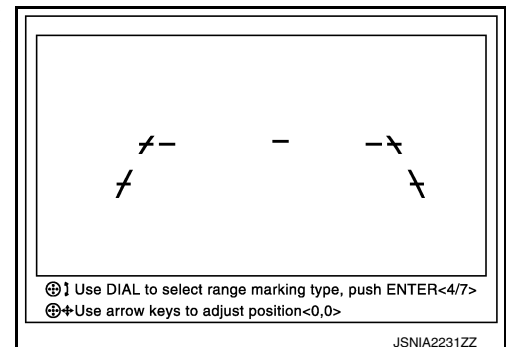 Use DIAL to select range marking type, push ENTER<4/7>
Use arrow keys to adjust position<0,0>
JSNIA2231ZZ